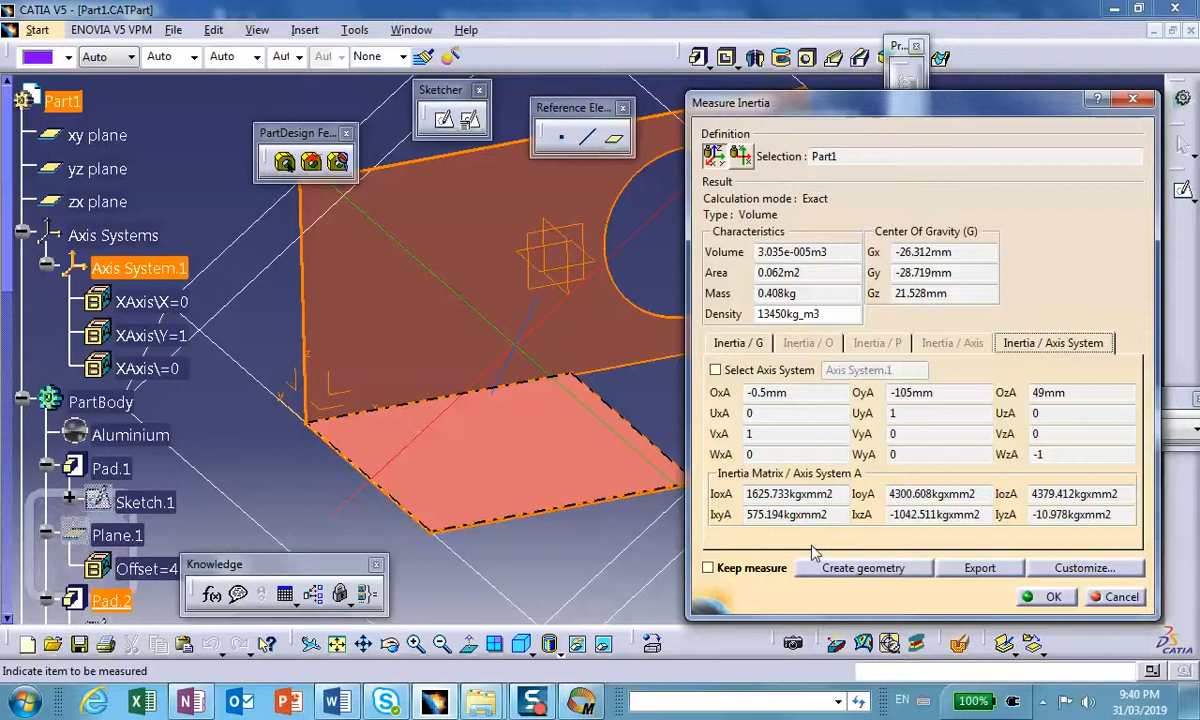 CATIA V5 - [Part1.CATPart]
Start ENOVIA V5 VPM File Edit View Insert Tools Window Help
Auto Auto Auto Aut Aut None
Pr...
Sketcher
Reference Ele...
PartDesign Fe...
Part1
xy plane
yz plane
zx plane
Axis Systems
Axis System.1
XAxis\X=0
XAxis\Y=1
XAxis\=0
PartBody
Aluminium
Pad.1
Sketch.1
Plane.1
Offset=4
Pad.2
z
y
x
Knowledge
f(x)
Measure Inertia
Definition
Selection: Part1
Result
Calculation mode: Exact
Type: Volume
Characteristics Center Of Gravity (G)
Volume 3.035e-005m3 Gx -26.312mm
Area 0.062m2 Gy -28.719mm
Mass 0.408kg Gz 21.528mm
Density 13450kg_m3
Inertia / G Inertia / O Inertia / P Inertia / Axis Inertia / Axis System
Select Axis System Axis System.1
OxA -0.5mm OyA -105mm OzA 49mm
UxA 0 UyA 1 UzA 0
VxA 1 VyA 0 VzA 0
WxA 0 WyA 0 WzA -1
Inertia Matrix / Axis System A
IoxA 1625.733kgxmm2 IoyA 4300.608kgxmm2 IozA 4379.412kgxmm2
IxyA 575.194kgxmm2 IxzA -1042.511kgxmm2 IyzA -10.978kgxmm2
Keep measure Create geometry Export Customize...
OK Cancel
CATIA
Indicate item to be measured
EN 100% 9:40 PM
31/03/2019